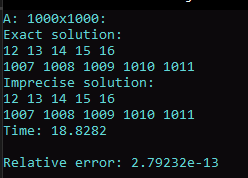 A: 1000x1000:
Exact solution:
12 13 14 15 16
1007 1008 1009 1010 1011
Imprecise solution:
12 13 14 15 16
1007 1008 1009 1010 1011
Time: 18.8282
Relative error: 2.79232e-13